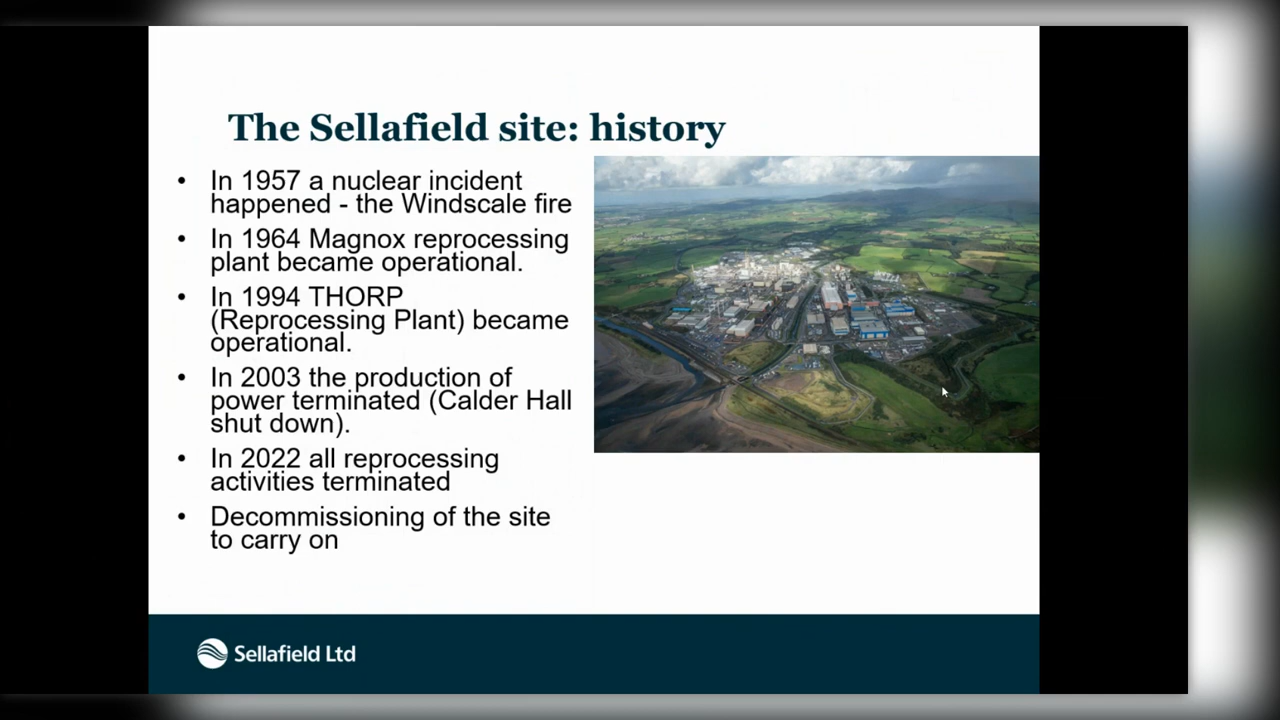 The Sellafield site: history
• In 1957 a nuclear incident
happened - the Windscale fire
• In 1964 Magnox reprocessing
plant became operational.
• In 1994 THORP
(Reprocessing Plant) became
operational.
• In 2003 the production of
power terminated (Calder Hall
shut down).
• In 2022 all reprocessing
activities terminated
• Decommissioning of the site
to carry on
Sellafield Ltd